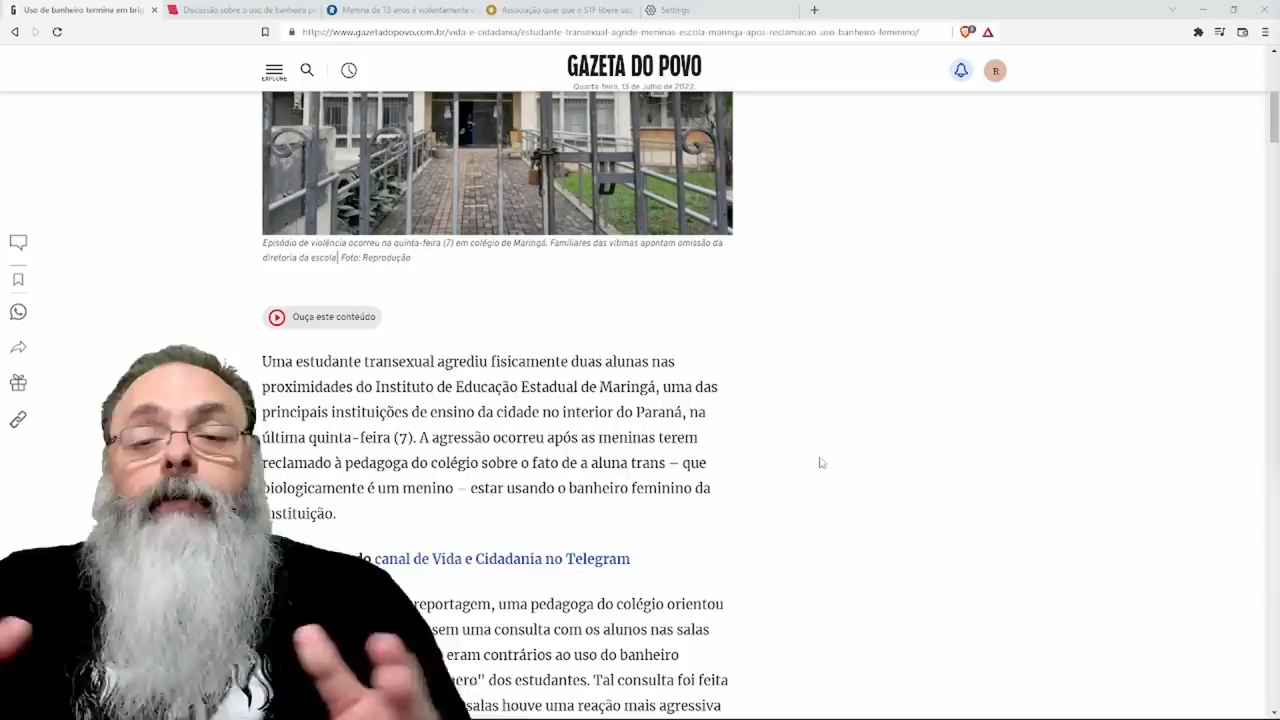 Uso de banheiro termina em brig
Discussão sobre o uso de banheiro p
Menina de 13 anos é violentamente
Associação quer que o STF libere uso
Settings
https://www.gazetadopovo.com.br/vida-e-cidadania/estudante-transexual-agride-meninas-escola-maringa-apos-reclamacao-uso-banheiro-feminino/
EXPLORE
GAZETA DO POVO
Quarta-feira, 13 de Julho de 2022.
R
Episódio de violência ocorreu na quinta-feira (7) em colégio de Maringá. Familiares das vítimas apontam omissão da
diretoria da escola| Foto: Reprodução
Ouça este conteúdo
Uma estudante transexual agrediu fisicamente duas alunas nas
proximidades do Instituto de Educação Estadual de Maringá, uma das
principais instituições de ensino da cidade no interior do Paraná, na
última quinta-feira (7). A agressão ocorreu após as meninas terem
reclamado à pedagoga do colégio sobre o fato de a aluna trans – que
biologicamente é um menino – estar usando o banheiro feminino da
instituição.
canal de Vida e Cidadania no Telegram
reportagem, uma pedagoga do colégio orientou
sem uma consulta com os alunos nas salas
eram contrários ao uso do banheiro
ero" dos estudantes. Tal consulta foi feita
salas houve uma reação mais agressiva